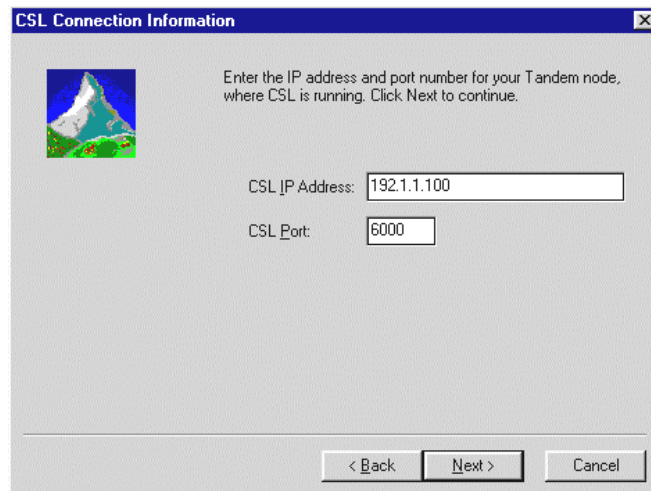 CSL Connection Information
Enter the IP address and port number for your Tandem node,
where CSL is running. Click Next to continue.
CSL IP Address: 192.1.1.100
CSL Port: 6000
< Back Next > Cancel